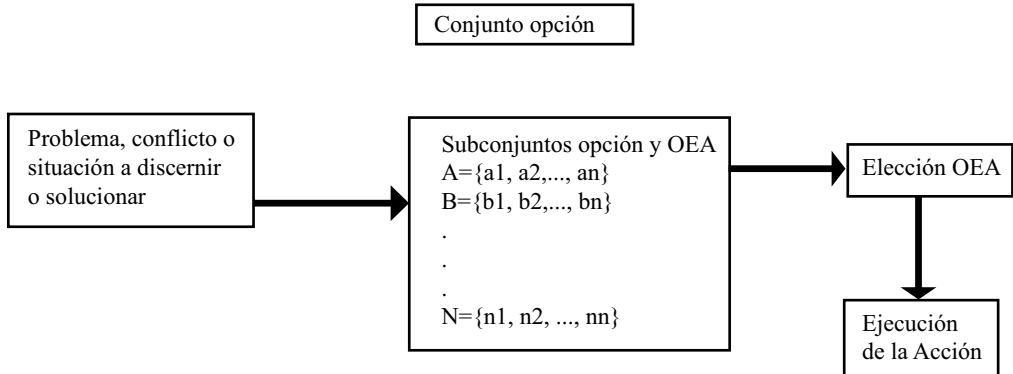 Conjunto opción
Problema, conflicto o
situación a discernir
o solucionar
Subconjuntos opción y OEA
A={a1, a2,..., an}
B={b1, b2,..., bn}
.
.
.
N={n1, n2, ..., nn}
Elección OEA
Ejecución
de la Acción